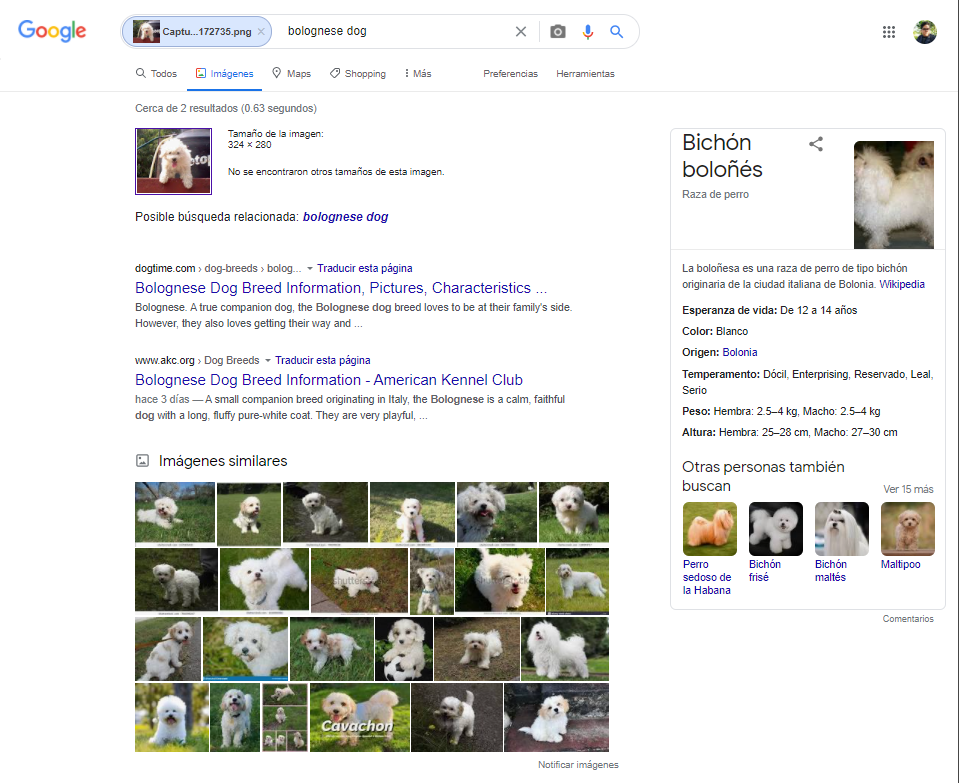 Google
Captu...172735.png
bolognese dog
Todos
Imágenes
Maps
Shopping
Más
Preferencias
Herramientas
Cerca de 2 resultados (0.63 segundos)
Tamaño de la imagen:
324 × 280
No se encontraron otros tamaños de esta imagen.
Posible búsqueda relacionada: bolognese dog
dogtime.com › dog-breeds › bolog... Traducir esta página
Bolognese Dog Breed Information, Pictures, Characteristics ...
Bolognese. A true companion dog, the Bolognese dog breed loves to be at their family's side.
However, they also loves getting their way and ...
www.akc.org › Dog Breeds Traducir esta página
Bolognese Dog Breed Information - American Kennel Club
hace 3 días — A small companion breed originating in Italy, the Bolognese is a calm, faithful
dog with a long, fluffy pure-white coat. They are very playful, ...
Imágenes similares
Cavachon
Notificar imágenes
Bichón
boloñés
Raza de perro
La boloñesa es una raza de perro de tipo bichón
originaria de la ciudad italiana de Bolonia. Wikipedia
Esperanza de vida: De 12 a 14 años
Color: Blanco
Origen: Bolonia
Temperamento: Dócil, Enterprising, Reservado, Leal,
Serio
Peso: Hembra: 2.5–4 kg, Macho: 2.5–4 kg
Altura: Hembra: 25–28 cm, Macho: 27–30 cm
Otras personas también
buscan
Ver 15 más
Perro
sedoso de
la Habana
Bichón
frisé
Bichón
maltés
Maltipoo
Comentarios